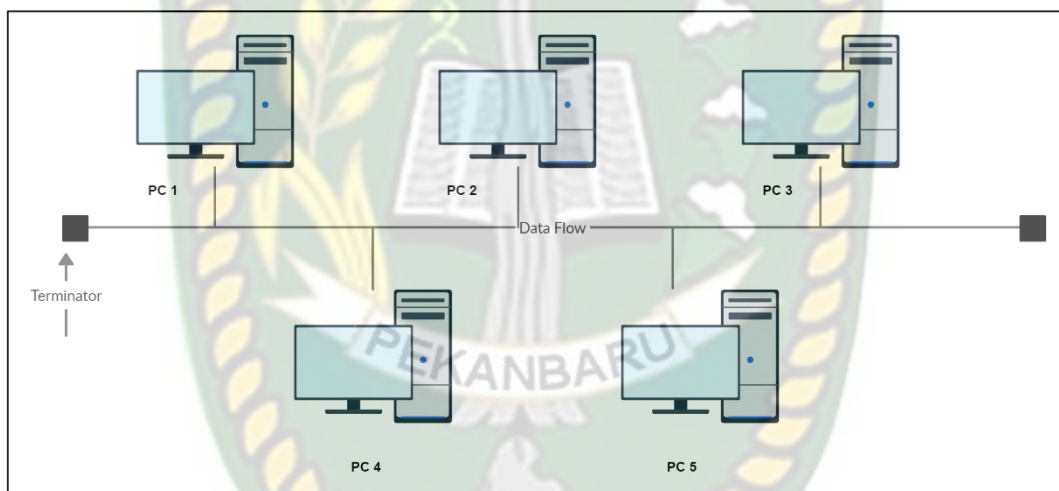 PC 1
PC 2
PC 3
Data Flow
Terminator
PEKANBARU
PC 4
PC 5